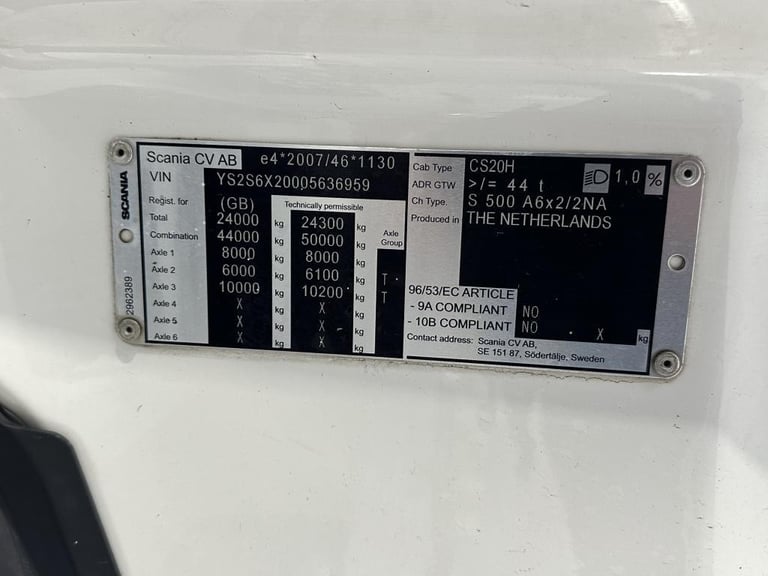 Scania CV AB e4*2007/46*1130
VIN YS2S6X20005636959
Regist. for (GB) Technically permissible
Total 24000 kg 24300 kg
Combination 44000 kg 50000 kg Axle Group
Axle 1 8000 kg 8000 kg
Axle 2 6000 kg 6100 kg T
Axle 3 10000 kg 10200 kg T
Axle 4 X kg X kg
Axle 5 X kg X kg
Axle 6 X kg X kg
Cab Type CS20H 1,0 %
ADR GTW >/= 44 t
Ch Type. S 500 A6x2/2NA
Produced in THE NETHERLANDS
96/53/EC ARTICLE
- 9A COMPLIANT NO
- 10B COMPLIANT NO X kg
Contact address: Scania CV AB,
SE 151 87, Södertälje, Sweden
SCANIA
2962389